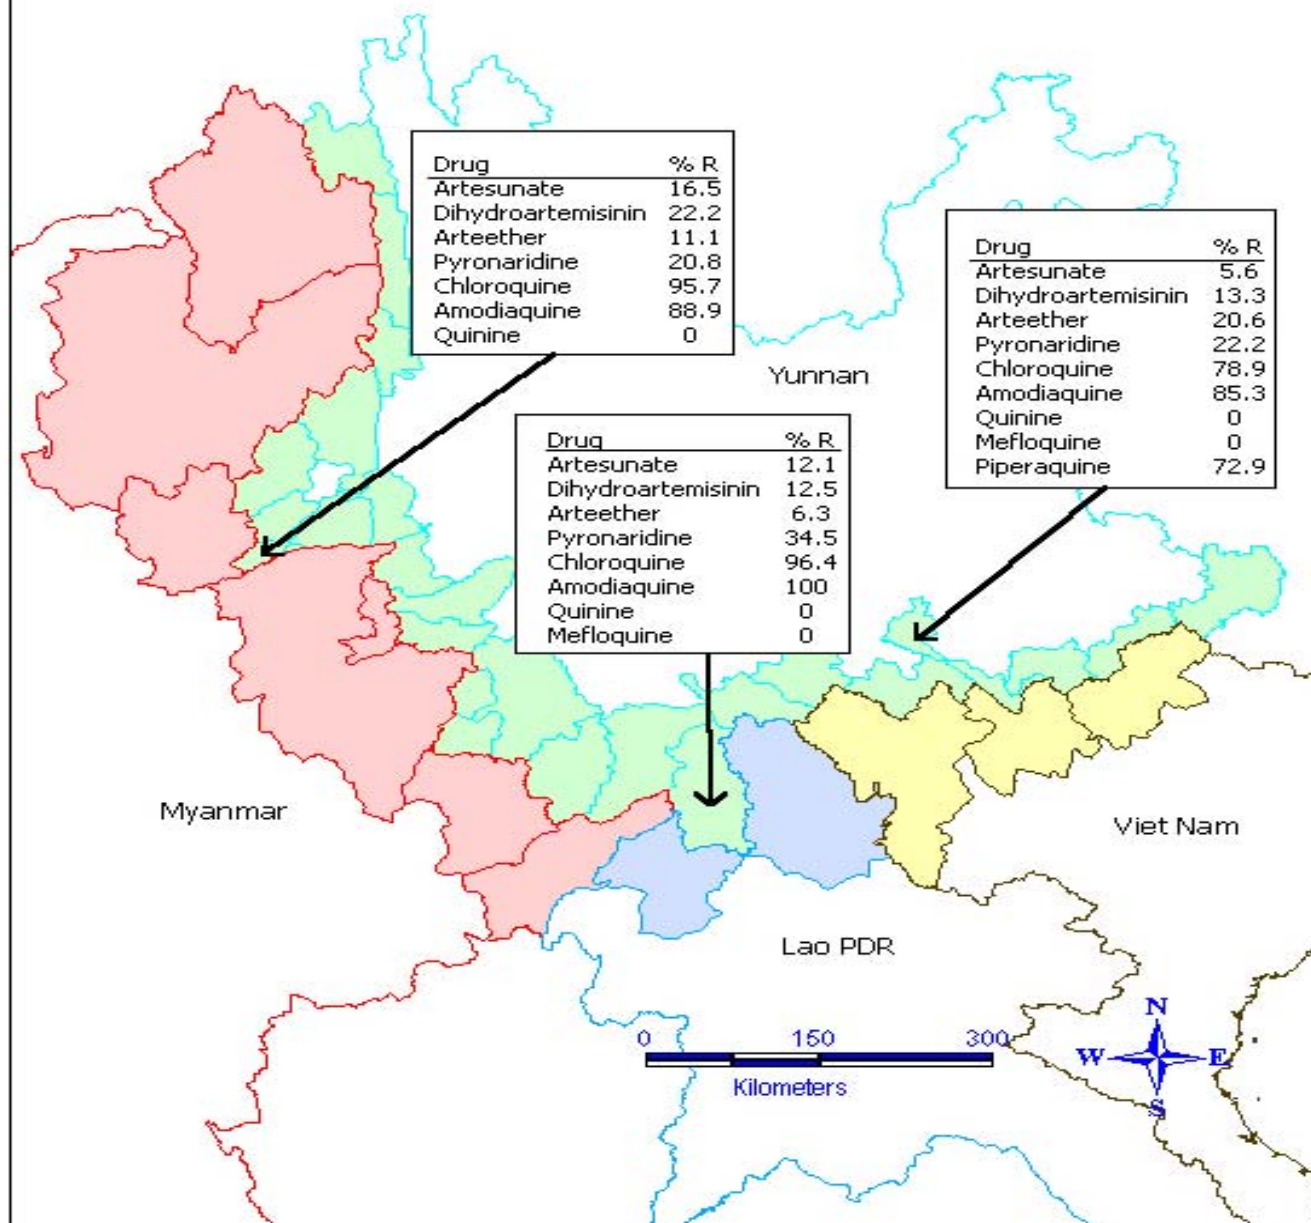 Drug % R
Artesunate 16.5
Dihydroartemisinin 22.2
Arteether 11.1
Pyronaridine 20.8
Chloroquine 95.7
Amodiaquine 88.9
Quinine 0
Drug % R
Artesunate 5.6
Dihydroartemisinin 13.3
Arteether 20.6
Pyronaridine 22.2
Chloroquine 78.9
Amodiaquine 85.3
Quinine 0
Mefloquine 0
Piperaquine 72.9
Yunnan
Drug % R
Artesunate 12.1
Dihydroartemisinin 12.5
Arteether 6.3
Pyronaridine 34.5
Chloroquine 96.4
Amodiaquine 100
Quinine 0
Mefloquine 0
Myanmar
Viet Nam
Lao PDR
0 150 300
Kilometers
N
W E
S